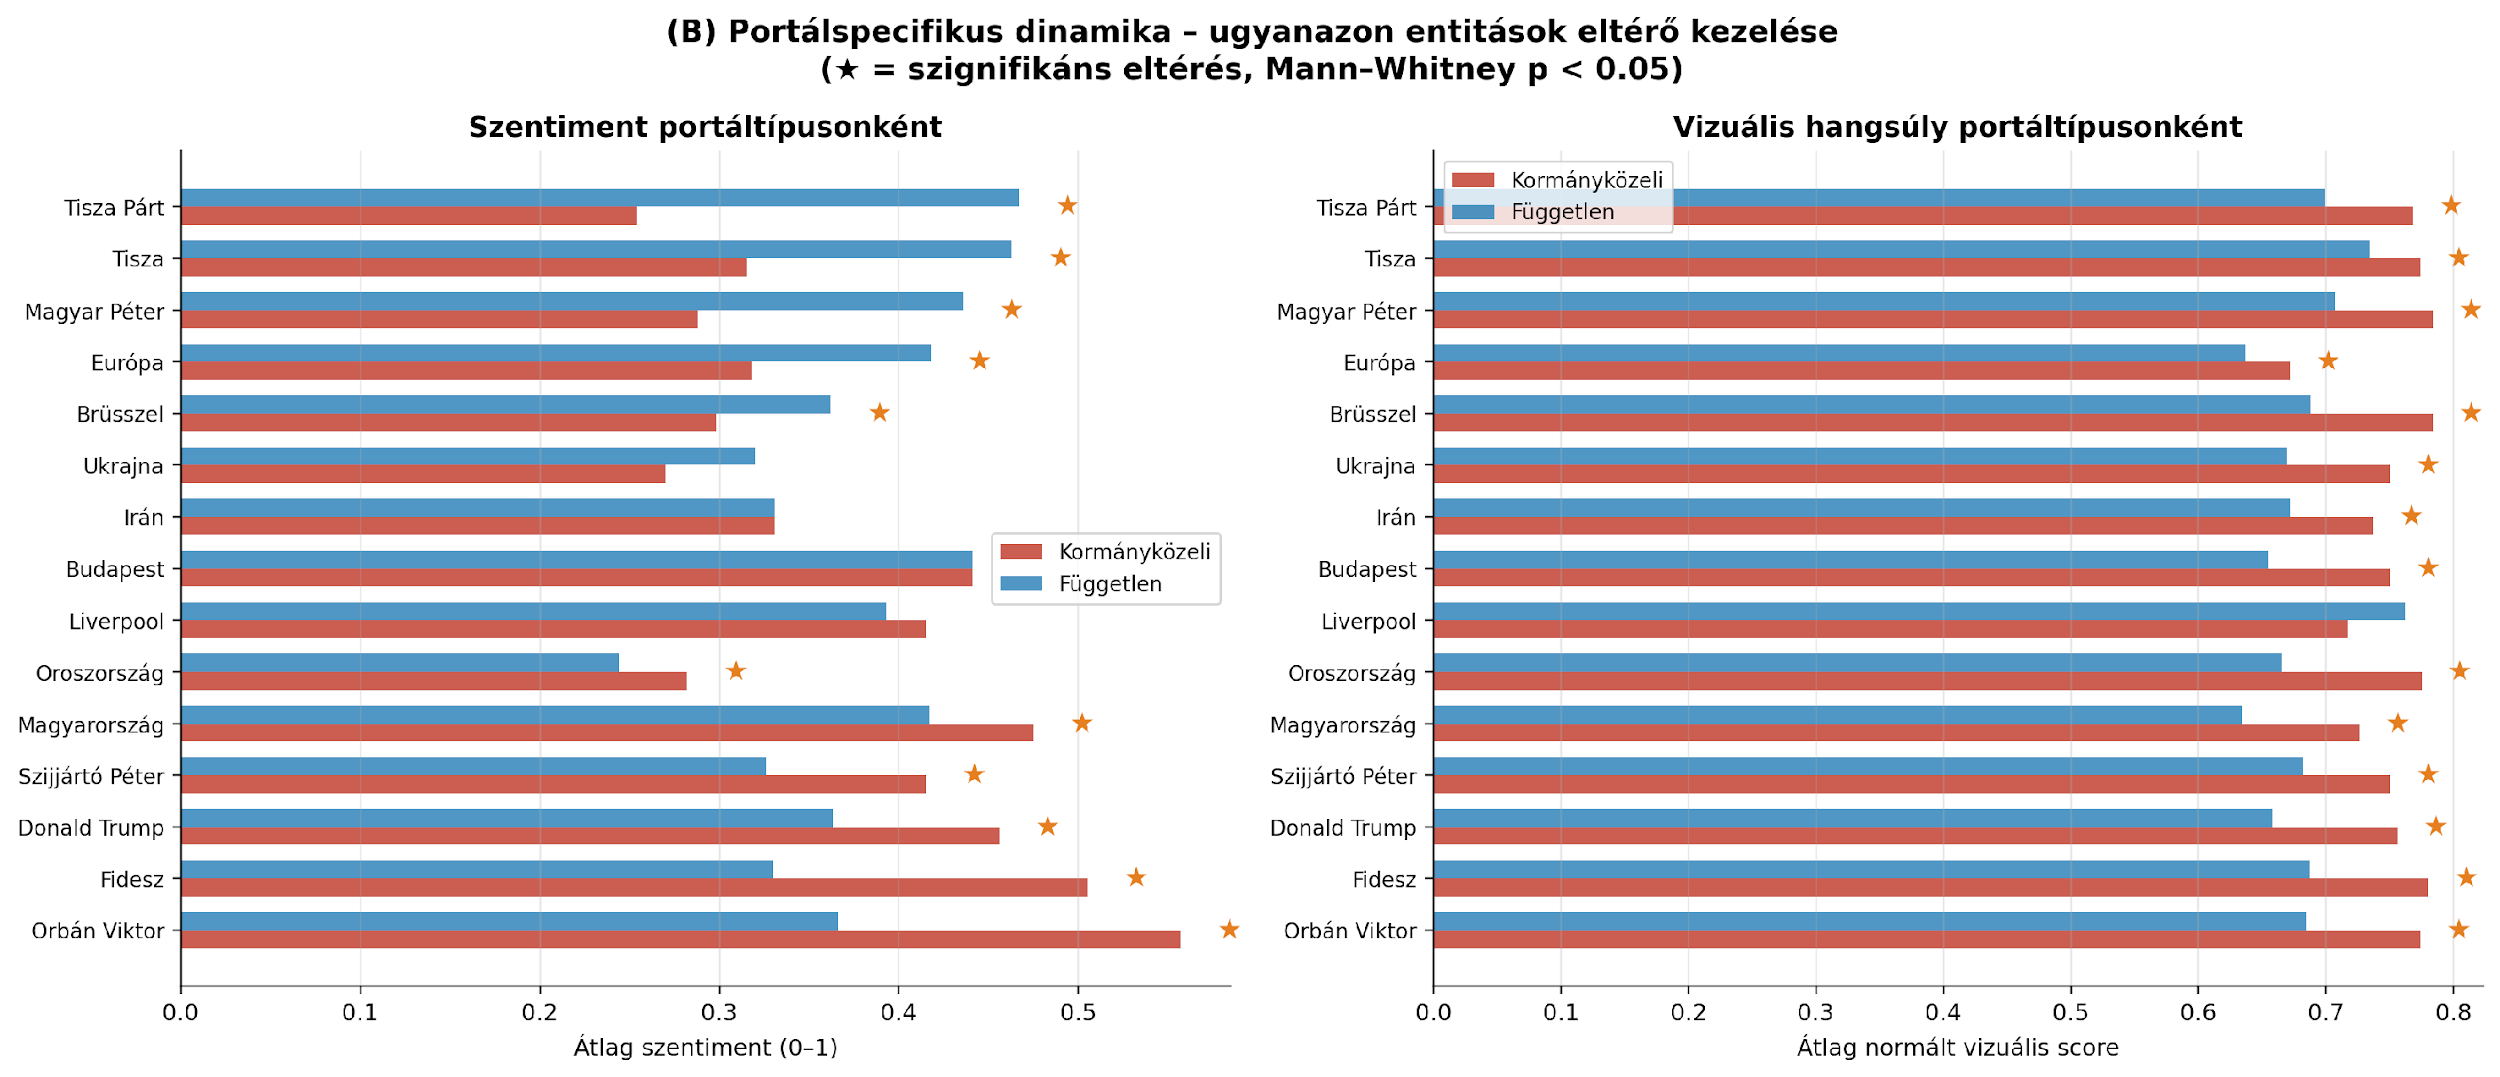 (B) Portálspecifikus dinamika – ugyanazon entitások eltérő kezelése
(★ = szignifikáns eltérés, Mann–Whitney p < 0.05)
Szentiment portáltípusonként
Tisza Párt
Tisza
Magyar Péter
Európa
Brüsszel
Ukrajna
Irán
Budapest
Liverpool
Oroszország
Magyarország
Szijjártó Péter
Donald Trump
Fidesz
Orbán Viktor
Kormányközeli
Független
0.0 0.1 0.2 0.3 0.4 0.5
Átlag szentiment (0–1)
Vizuális hangsúly portáltípusonként
Kormányközeli
Független
Tisza Párt
Tisza
Magyar Péter
Európa
Brüsszel
Ukrajna
Irán
Budapest
Liverpool
Oroszország
Magyarország
Szijjártó Péter
Donald Trump
Fidesz
Orbán Viktor
0.0 0.1 0.2 0.3 0.4 0.5 0.6 0.7 0.8
Átlag normált vizuális score